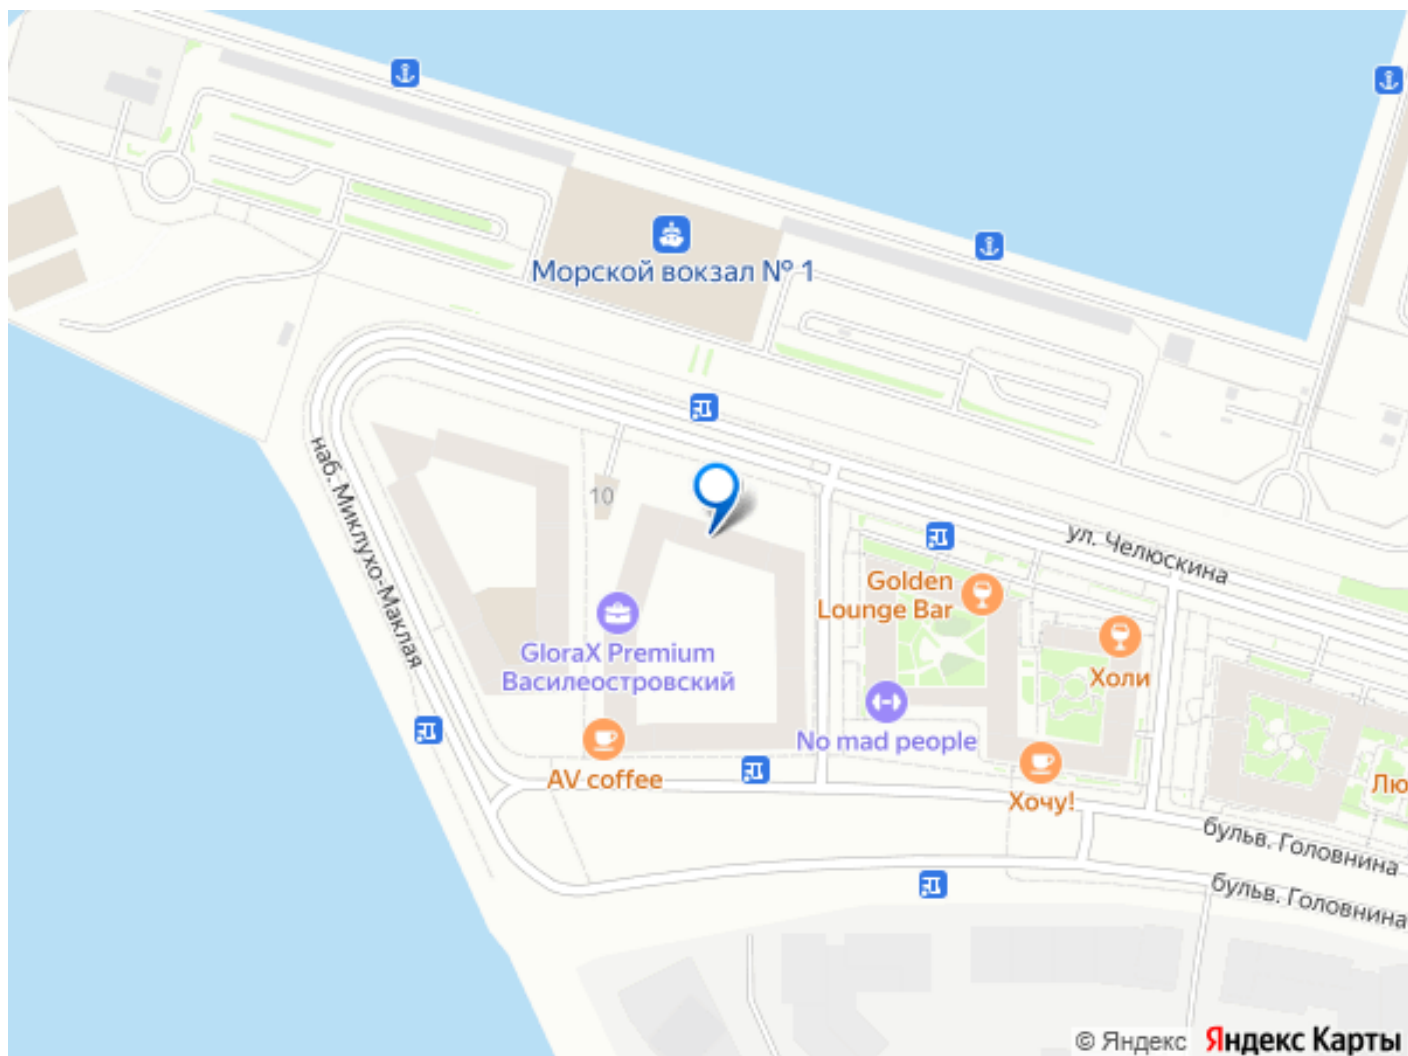 Морской вокзал № 1
наб. Миклухо-Маклая
10
ул. Челюскина
Golden
Lounge Bar
GloraX Premium
Василеостровский
Холи
No mad people
AV coffee
Хочу!
Лю
бульв. Головнина
бульв. Головнина
© Яндекс Яндекс Карты